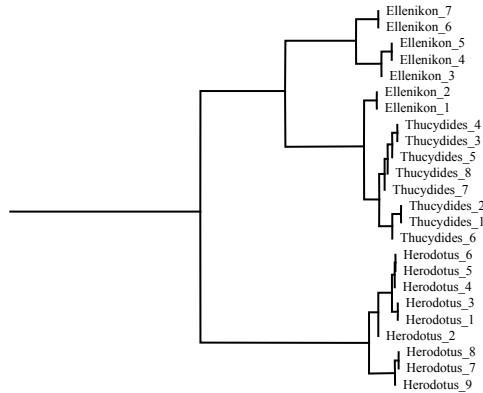 Ellenikon_7
Ellenikon_6
Ellenikon_5
Ellenikon_4
Ellenikon_3
Ellenikon_2
Ellenikon_1
Thucydides_4
Thucydides_3
Thucydides_5
Thucydides_8
Thucydides_7
Thucydides_2
Thucydides_1
Thucydides_6
Herodotus_6
Herodotus_5
Herodotus_4
Herodotus_3
Herodotus_1
Herodotus_2
Herodotus_8
Herodotus_7
Herodotus_9